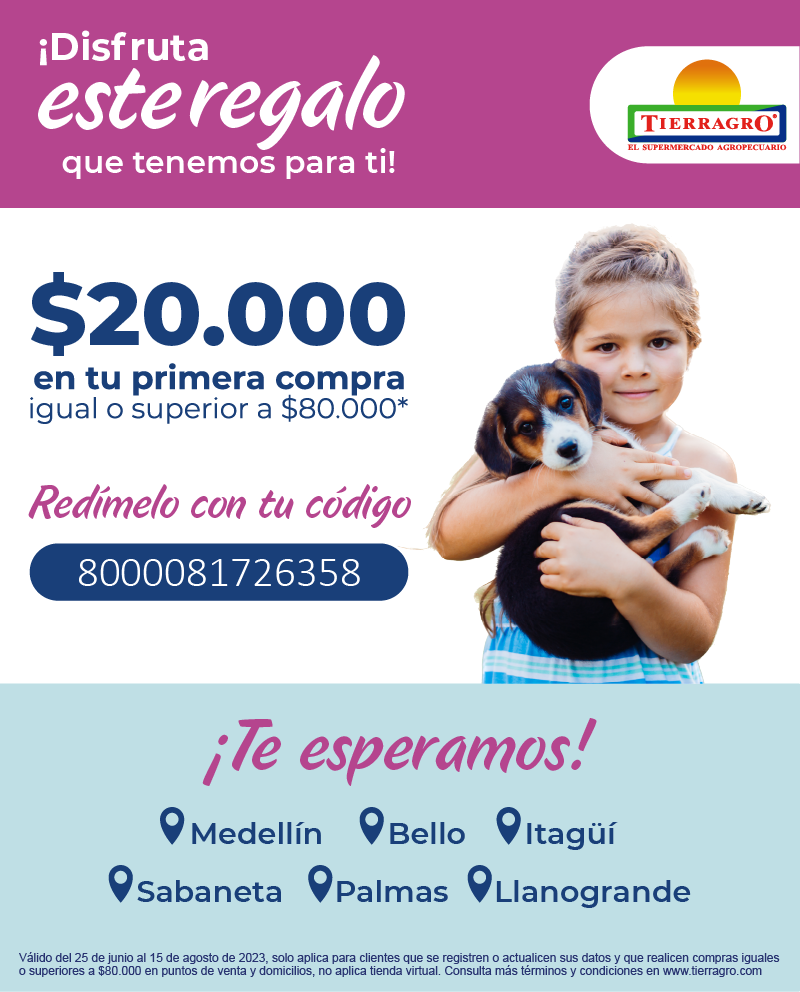 ¡Disfruta
este regalo
que tenemos para ti!
TIERRAGRO®
EL SUPERMERCADO AGROPECUARIO
$20.000
en tu primera compra
igual o superior a $80.000*
Redímelo con tu código
8000081726358
¡Te esperamos!
Medellín Bello Itagüí
Sabaneta Palmas Llanogrande
Válido del 25 de junio al 15 de agosto de 2023, solo aplica para clientes que se registren o actualicen sus datos y que realicen compras iguales
o superiores a $80.000 en puntos de venta y domicilios, no aplica tienda virtual. Consulta más términos y condiciones en www.tierragro.com